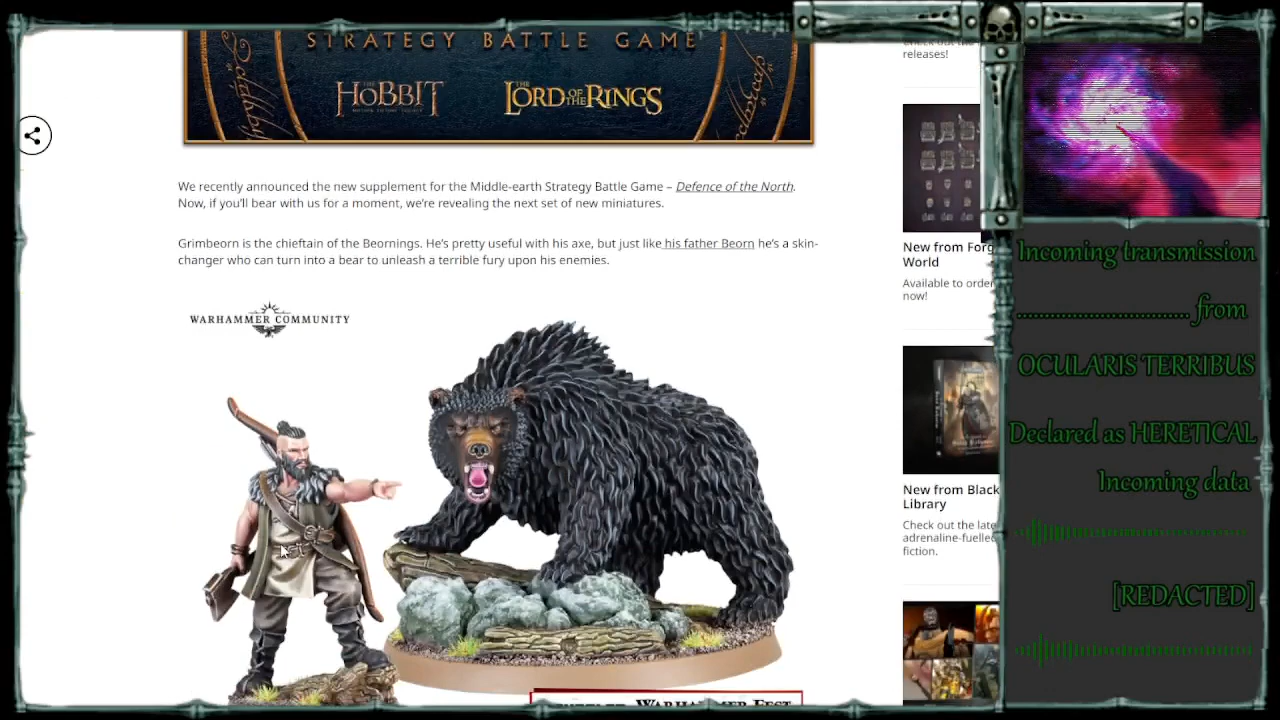 STRATEGY BATTLE GAME
THE HOBBIT
THE LORD OF THE RINGS
We recently announced the new supplement for the Middle-earth Strategy Battle Game – Defence of the North.
Now, if you'll bear with us for a moment, we're revealing the next set of new miniatures.
Grimbeorn is the chieftain of the Beornings. He's pretty useful with his axe, but just like his father Beorn he's a skin-
changer who can turn into a bear to unleash a terrible fury upon his enemies.
WARHAMMER COMMUNITY
releases!
New from Forg
World
Available to order
now!
New from Black
Library
Check out the late
adrenaline-fuelle
fiction.
Incoming transmission
................................ from
OCULARIS TERRIBUS
Declared as HERETICAL
Incoming data
[REDACTED]